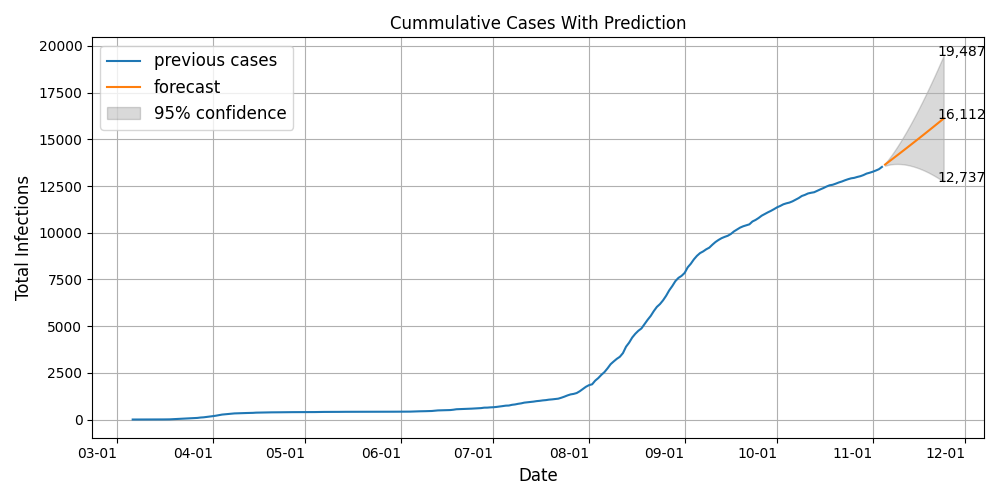 Cummulative Cases With Prediction
previous cases
forecast
95% confidence
19,487
16,112
12,737
Total Infections
20000
17500
15000
12500
10000
7500
5000
2500
0
03-01 04-01 05-01 06-01 07-01 08-01 09-01 10-01 11-01 12-01
Date